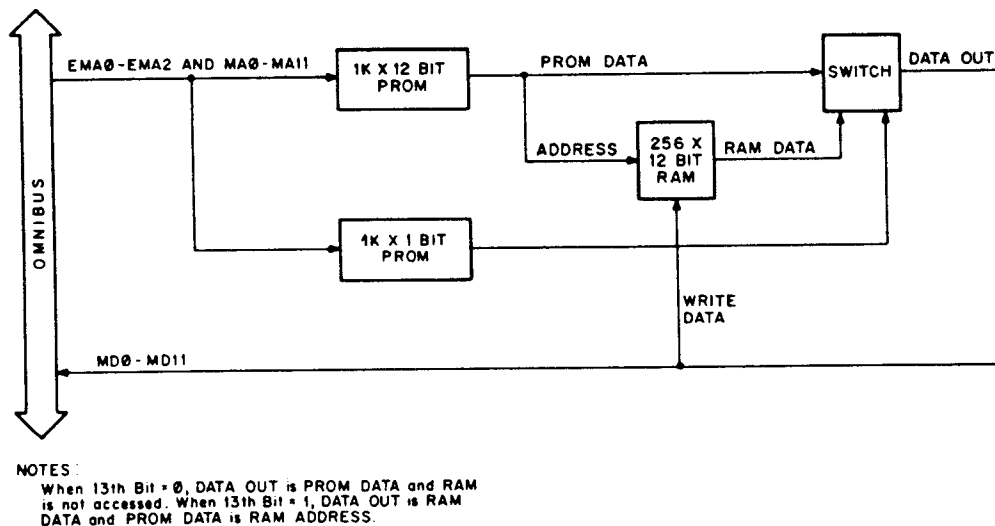 EMA0-EMA2 AND MA0-MA11
1K X 12 BIT
PROM
PROM DATA
SWITCH
DATA OUT
ADDRESS
256 X
12 BIT
RAM
RAM DATA
OMNIBUS
1K X 1 BIT
PROM
WRITE
DATA
MD0-MD11
NOTES:
When 13th Bit = 0, DATA OUT is PROM DATA and RAM
is not accessed. When 13th Bit = 1, DATA OUT is RAM
DATA and PROM DATA is RAM ADDRESS.